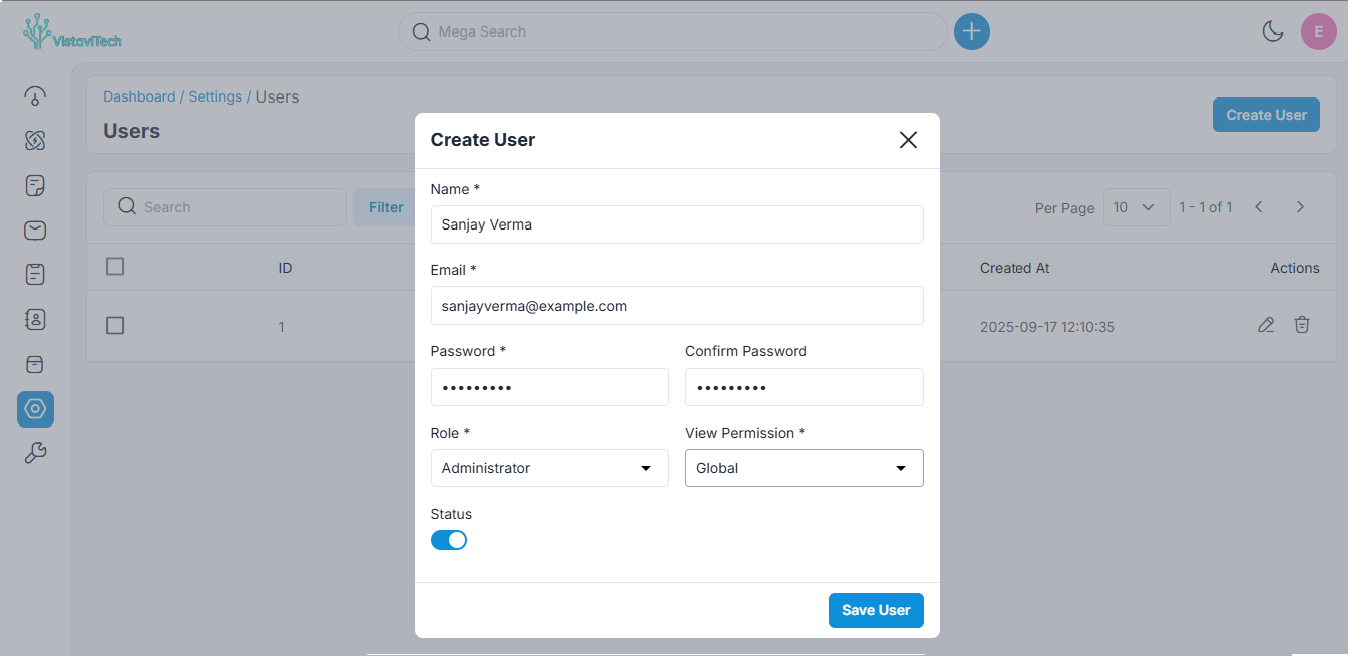 VistaviTech
Mega Search
E
Dashboard / Settings / Users
Users
Create User
Search
Filter
Per Page
10
1 - 1 of 1
ID
Created At
Actions
1
2025-09-17 12:10:35
Create User
Name *
Sanjay Verma
Email *
sanjayverma@example.com
Password *
Confirm Password
•••••••••
•••••••••
Role *
View Permission *
Administrator
Global
Status
Save User